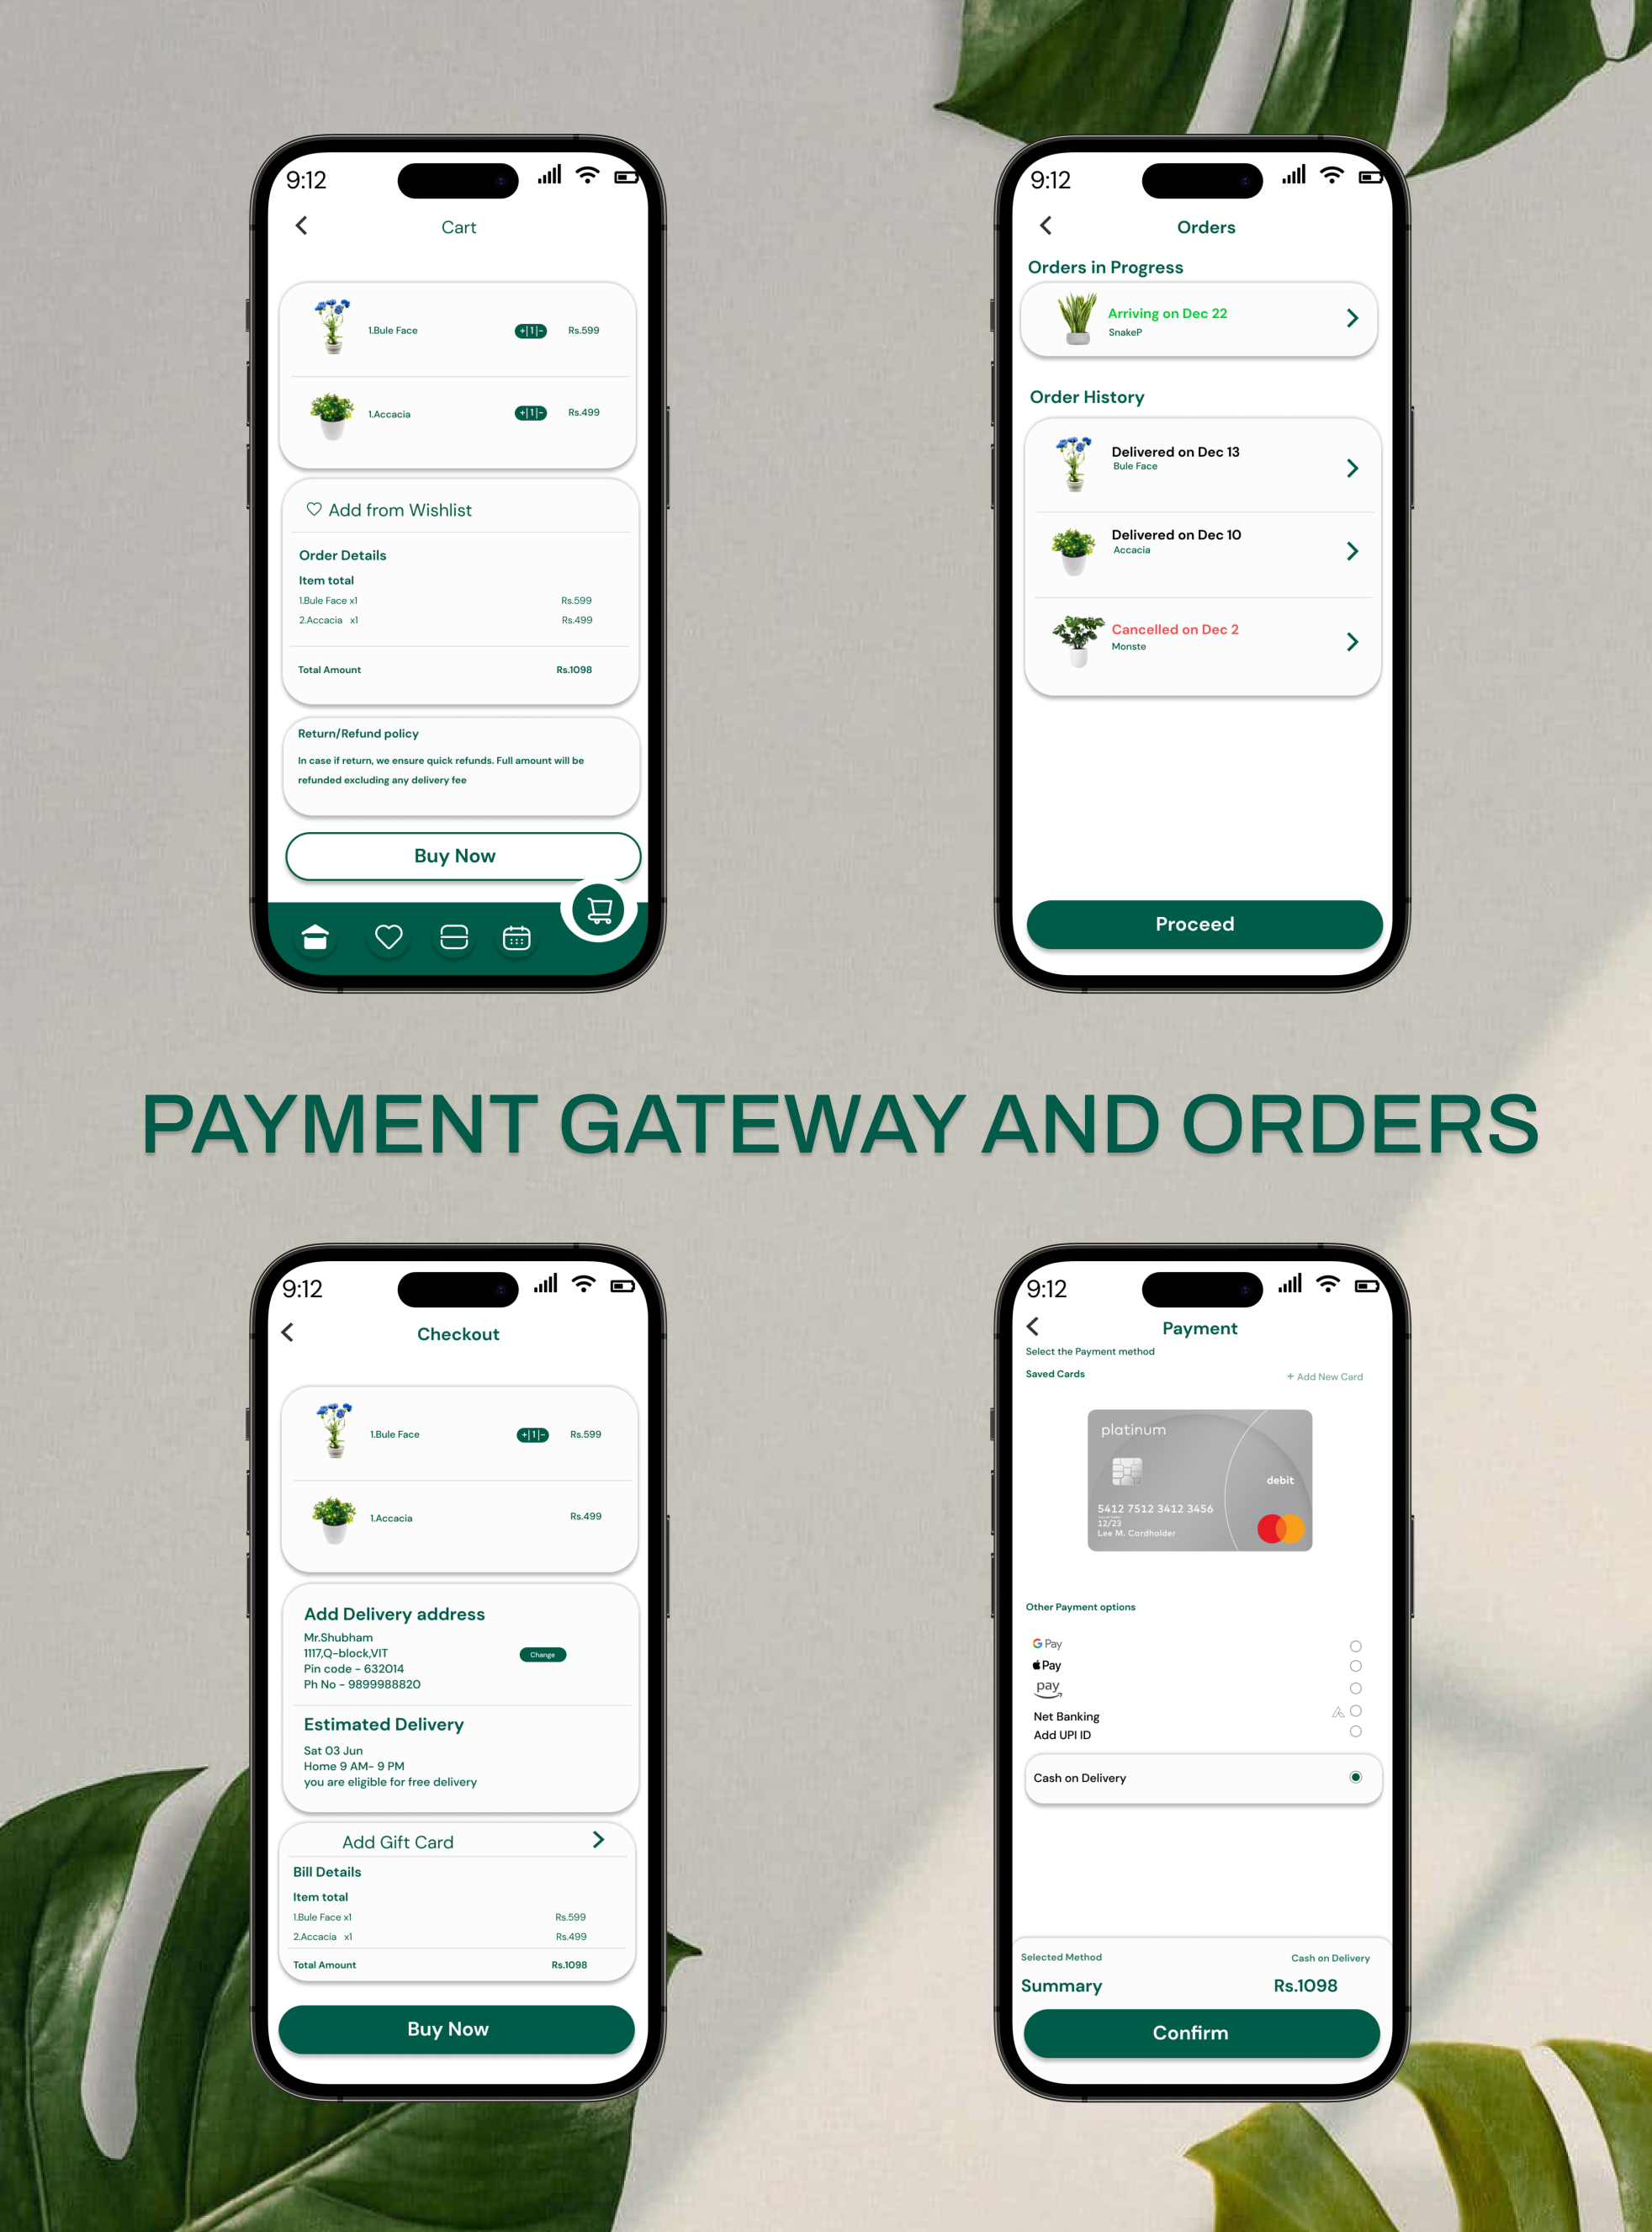 9:12
Cart
1.Bule Face +|1|- Rs.599
1.Accacia +|1|- Rs.499
Add from Wishlist
Order Details
Item total
1.Bule Face x1 Rs.599
2.Accacia x1 Rs.499
Total Amount Rs.1098
Return/Refund policy
In case if return, we ensure quick refunds. Full amount will be
refunded excluding any delivery fee
Buy Now
9:12
Orders
Orders in Progress
Arriving on Dec 22
SnakeP
Order History
Delivered on Dec 13
Bule Face
Delivered on Dec 10
Accacia
Cancelled on Dec 2
Monste
Proceed
PAYMENT GATEWAY AND ORDERS
9:12
Checkout
1.Bule Face +|1|- Rs.599
1.Accacia Rs.499
Add Delivery address
Mr.Shubham
1117,Q-block,VIT
Change
Pin code - 632014
Ph No - 9899988820
Estimated Delivery
Sat 03 Jun
Home 9 AM- 9 PM
you are eligible for free delivery
Add Gift Card
Bill Details
Item total
1.Bule Face x1 Rs.599
2.Accacia x1 Rs.499
Total Amount Rs.1098
Buy Now
9:12
Payment
Select the Payment method
Saved Cards + Add New Card
platinum
debit
5412 7512 3412 3456
12/23
Lee M. Cardholder
Other Payment options
G Pay
Pay
pay
Net Banking
Add UPI ID
Cash on Delivery
Selected Method Cash on Delivery
Summary Rs.1098
Confirm